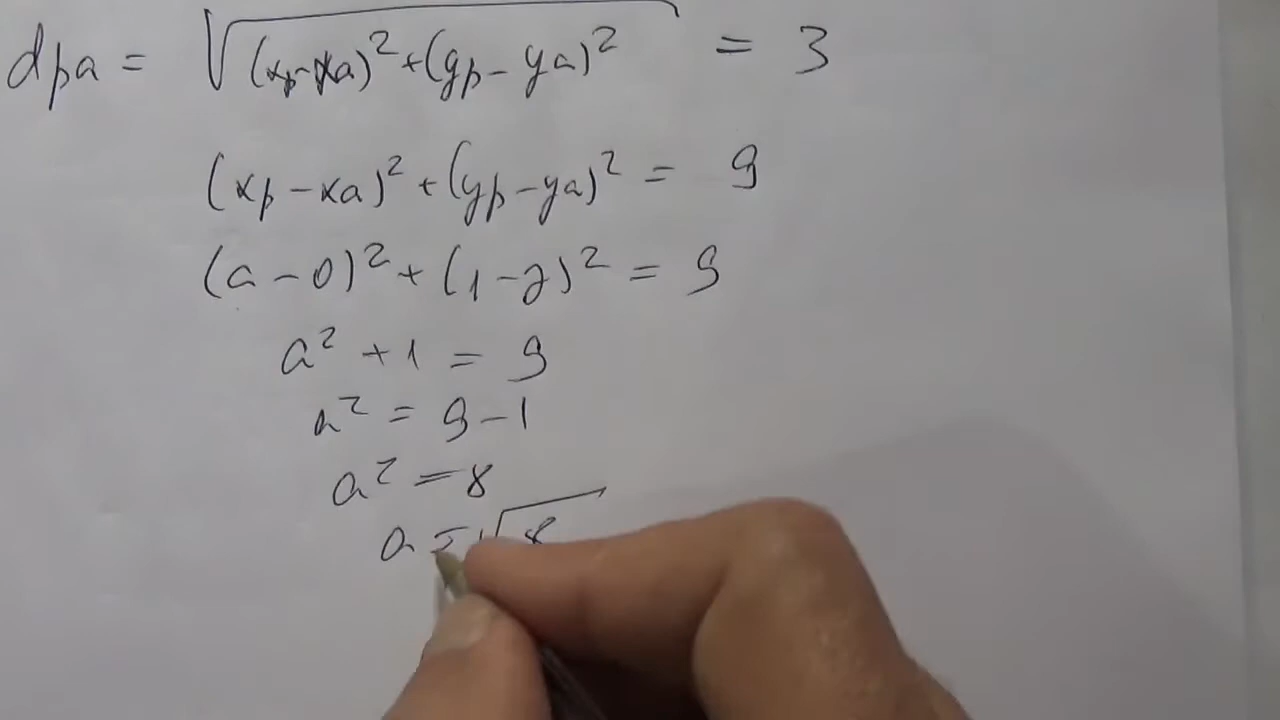 dpa = √(xp-xa)²+(yp-ya)² = 3
(xp-xa)²+(yp-ya)² = 9
(a-0)²+(1-2)² = 9
a²+1 = 9
a² = 9-1
a² = 8
a = √8